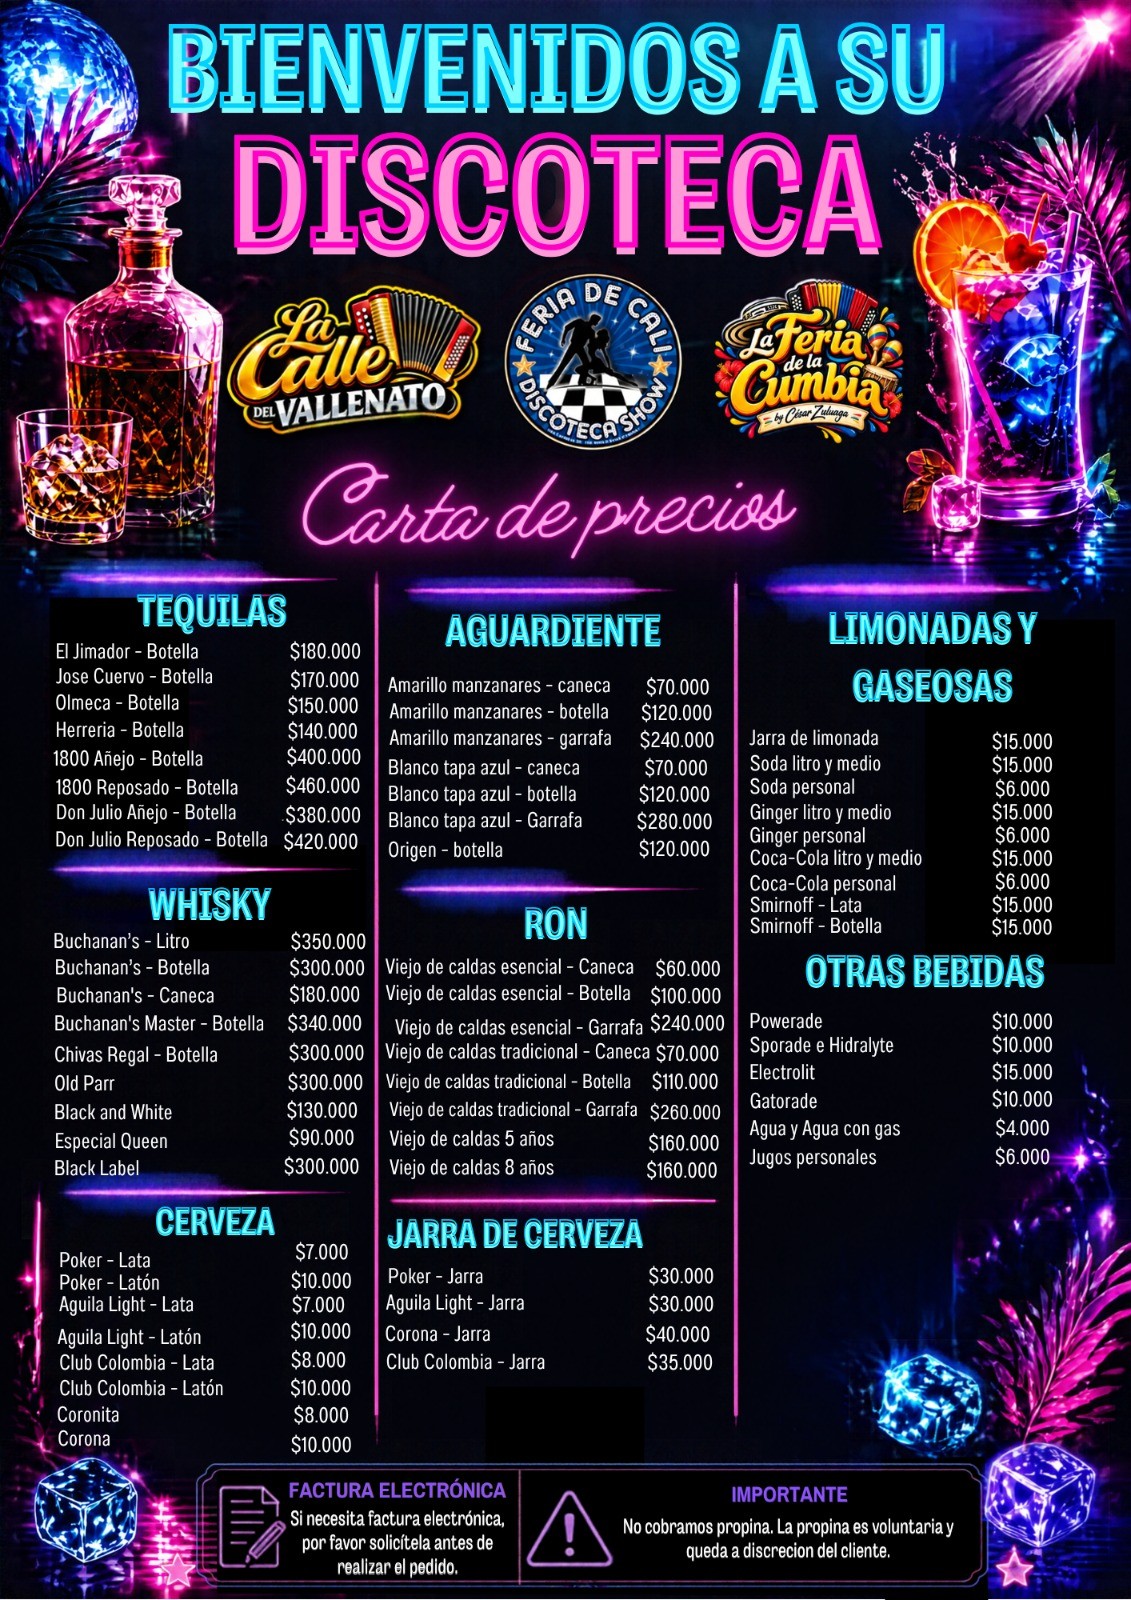 BIENVENIDOS A SU
DISCOTECA
La
Calle
DEL VALLENATO
FERIA DE CALI
DISCOTECA SHOW
La Feria
de la
Cumbia
by César Zuluaga
Carta de precios
TEQUILAS
El Jimador - Botella $180.000
Jose Cuervo - Botella $170.000
Olmeca - Botella $150.000
Herreria - Botella $140.000
1800 Añejo - Botella $400.000
1800 Reposado - Botella $460.000
Don Julio Añejo - Botella $380.000
Don Julio Reposado - Botella $420.000
WHISKY
Buchanan's - Litro $350.000
Buchanan's - Botella $300.000
Buchanan's - Caneca $180.000
Buchanan's Master - Botella $340.000
Chivas Regal - Botella $300.000
Old Parr $300.000
Black and White $130.000
Especial Queen $90.000
Black Label $300.000
CERVEZA
Poker - Lata $7.000
Poker - Latón $10.000
Aguila Light - Lata $7.000
Aguila Light - Latón $10.000
Club Colombia - Lata $8.000
Club Colombia - Latón $10.000
Coronita $8.000
Corona $10.000
AGUARDIENTE
Amarillo manzanares - caneca $70.000
Amarillo manzanares - botella $120.000
Amarillo manzanares - garrafa $240.000
Blanco tapa azul - caneca $70.000
Blanco tapa azul - botella $120.000
Blanco tapa azul - Garrafa $280.000
Origen - botella $120.000
RON
Viejo de caldas esencial - Caneca $60.000
Viejo de caldas esencial - Botella $100.000
Viejo de caldas esencial - Garrafa $240.000
Viejo de caldas tradicional - Caneca $70.000
Viejo de caldas tradicional - Botella $110.000
Viejo de caldas tradicional - Garrafa $260.000
Viejo de caldas 5 años $160.000
Viejo de caldas 8 años $160.000
JARRA DE CERVEZA
Poker - Jarra $30.000
Aguila Light - Jarra $30.000
Corona - Jarra $40.000
Club Colombia - Jarra $35.000
LIMONADAS Y
GASEOSAS
Jarra de limonada $15.000
Soda litro y medio $15.000
Soda personal $6.000
Ginger litro y medio $15.000
Ginger personal $6.000
Coca-Cola litro y medio $15.000
Coca-Cola personal $6.000
Smirnoff - Lata $15.000
Smirnoff - Botella $15.000
OTRAS BEBIDAS
Powerade $10.000
Sporade e Hidralyte $10.000
Electrolit $15.000
Gatorade $10.000
Agua y Agua con gas $4.000
Jugos personales $6.000
FACTURA ELECTRÓNICA
Si necesita factura electrónica,
por favor solicítela antes de
realizar el pedido.
IMPORTANTE
No cobramos propina. La propina es voluntaria y
queda a discrecion del cliente.